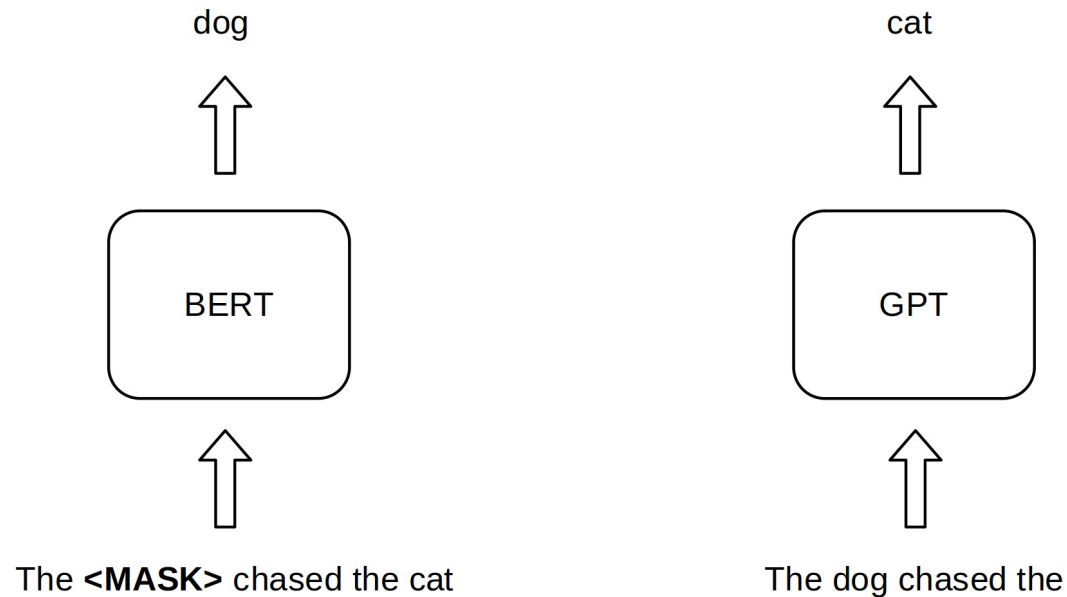 dog
cat
BERT
GPT
The <MASK> chased the cat
The dog chased the